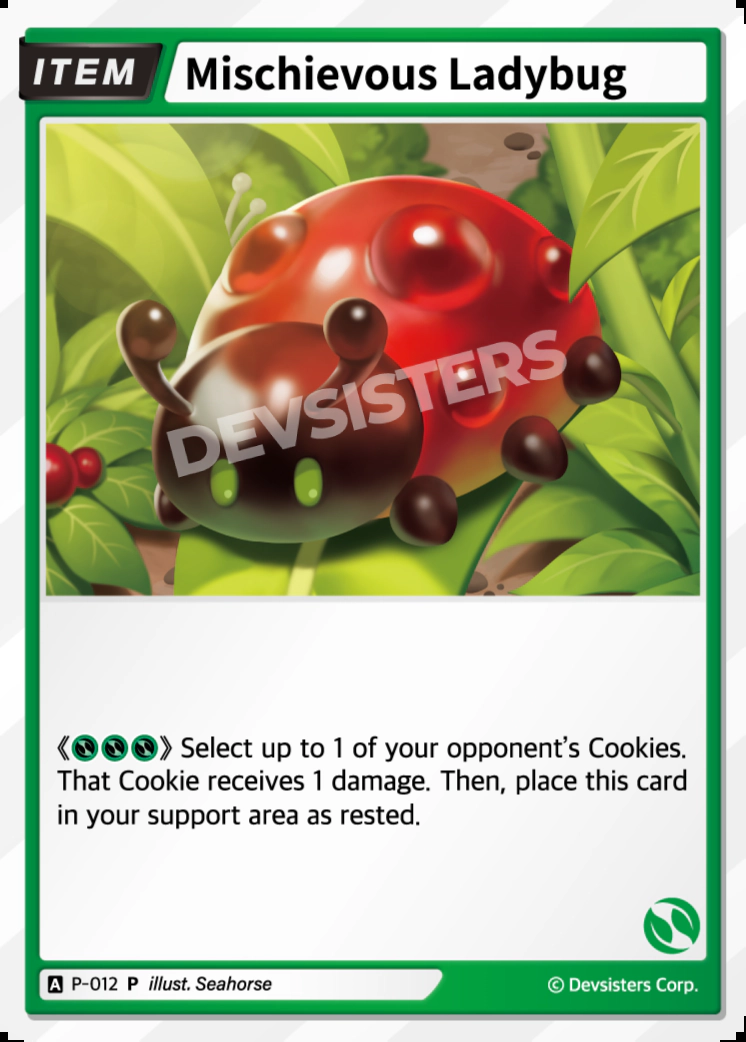 ITEM
Mischievous Ladybug
DEVSISTERS
《》 Select up to 1 of your opponent's Cookies.
That Cookie receives 1 damage. Then, place this card
in your support area as rested.
A P-012 P illust. Seahorse
© Devsisters Corp.